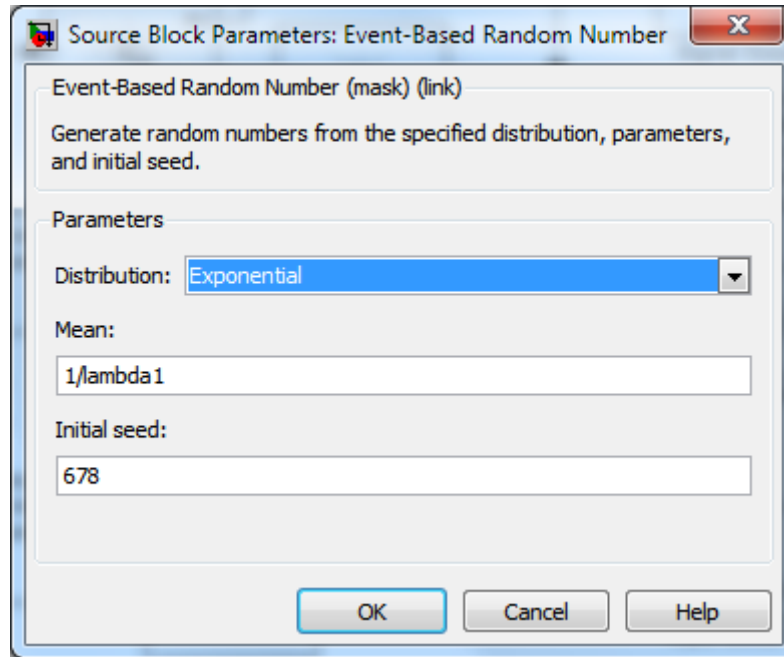 Source Block Parameters: Event-Based Random Number
Event-Based Random Number (mask) (link)
Generate random numbers from the specified distribution, parameters,
and initial seed.
Parameters
Distribution: Exponential
Mean:
1/lambda1
Initial seed:
678
OK Cancel Help